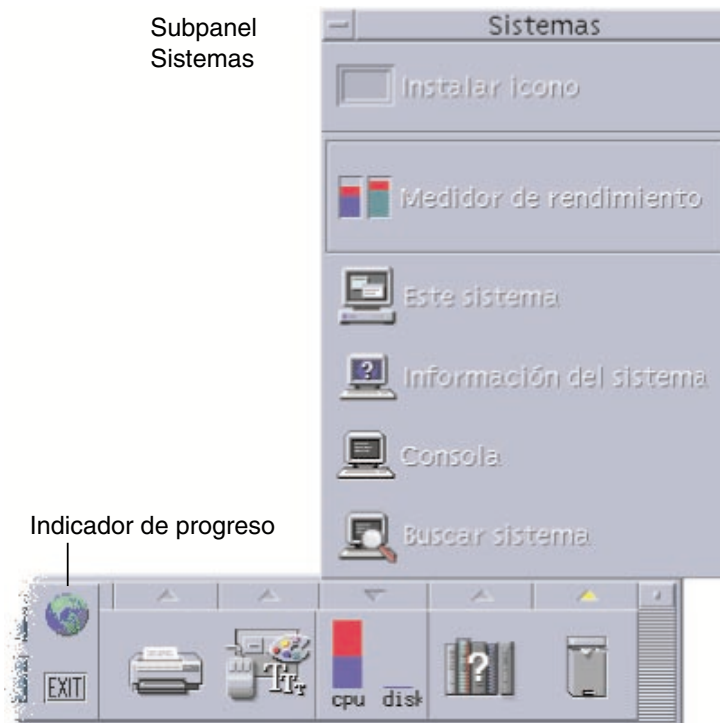 Subpanel
Sistemas
Sistemas
Instalar icono
Medidor de rendimiento
Este sistema
Información del sistema
Consola
Buscar sistema
Indicador de progreso
EXIT
TTT
cpu disk
?
?